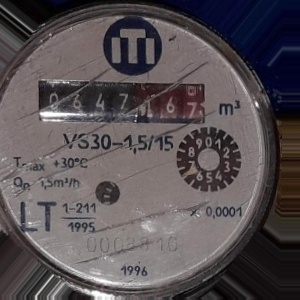 ITI
0647167 m³
VS30-1,5/15
Tmax +30°C
Qn 1,5m³/h
8901234567
LT 1-211
1995
x 0,0001
1996